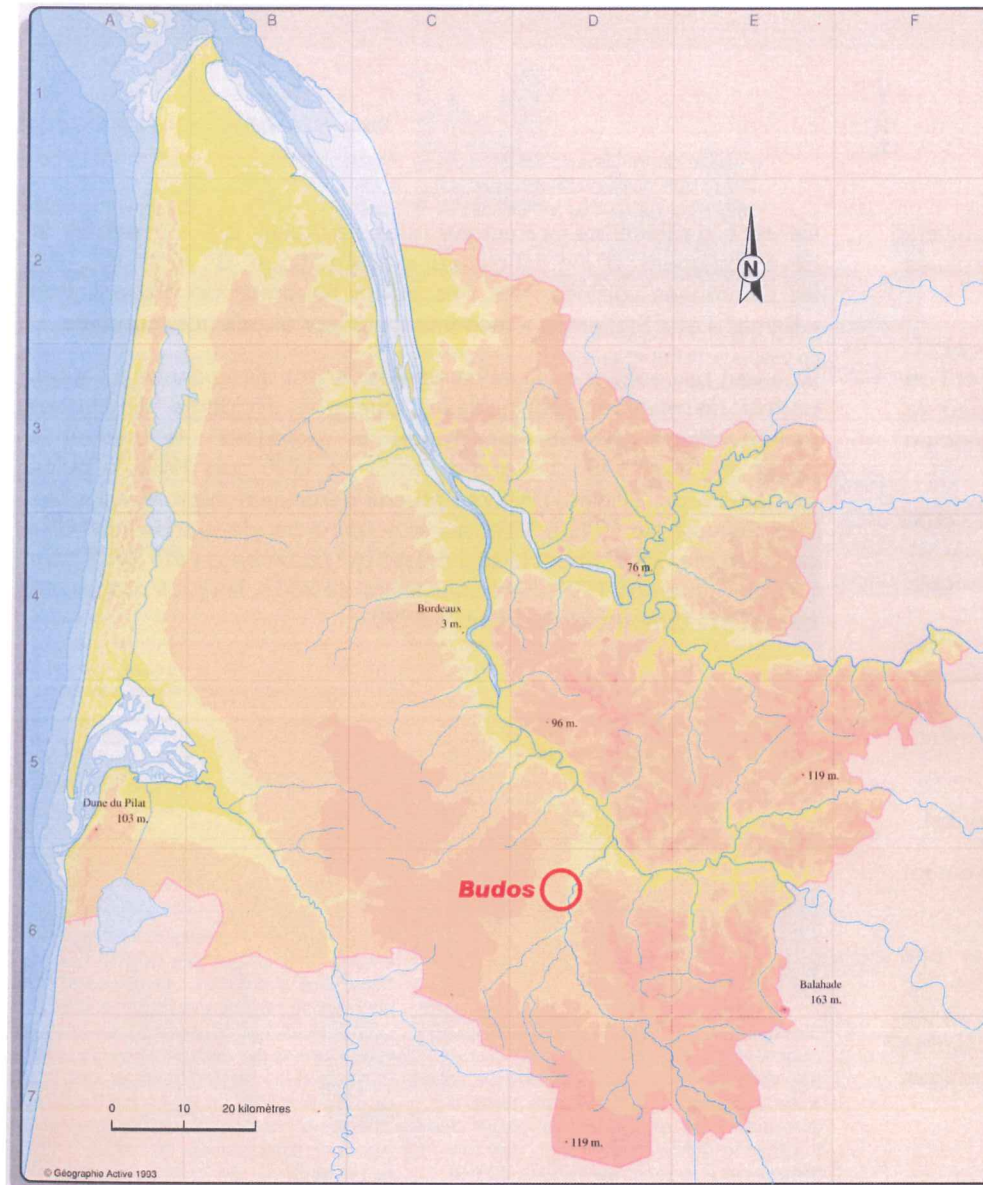 A B C D E F
1
2
N
3
76 m.
4
Bordeaux
3 m.
96 m.
5
119 m.
Dune du Pilat
103 m.
Budos
6
Balahade
163 m.
7
0 10 20 kilomètres
119 m.
© Géographie Active 1993